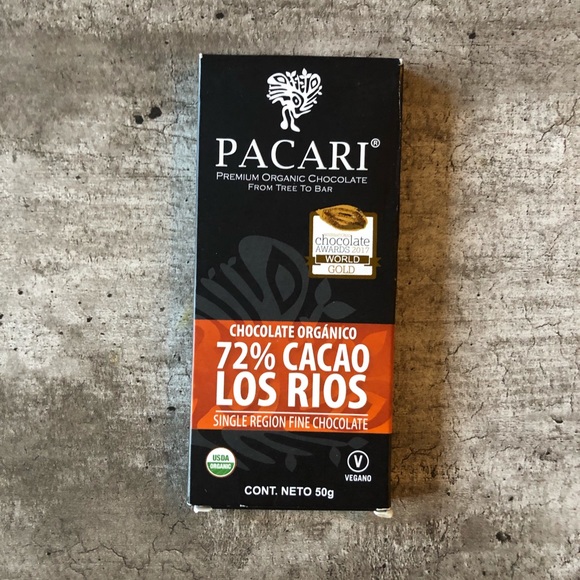 PACARI®
PREMIUM ORGANIC CHOCOLATE
FROM TREE TO BAR
chocolate
AWARDS 2017
WORLD
GOLD
CHOCOLATE ORGÁNICO
72% CACAO
LOS RIOS
SINGLE REGION FINE CHOCOLATE
USDA
ORGANIC
V
VEGANO
CONT. NETO 50g